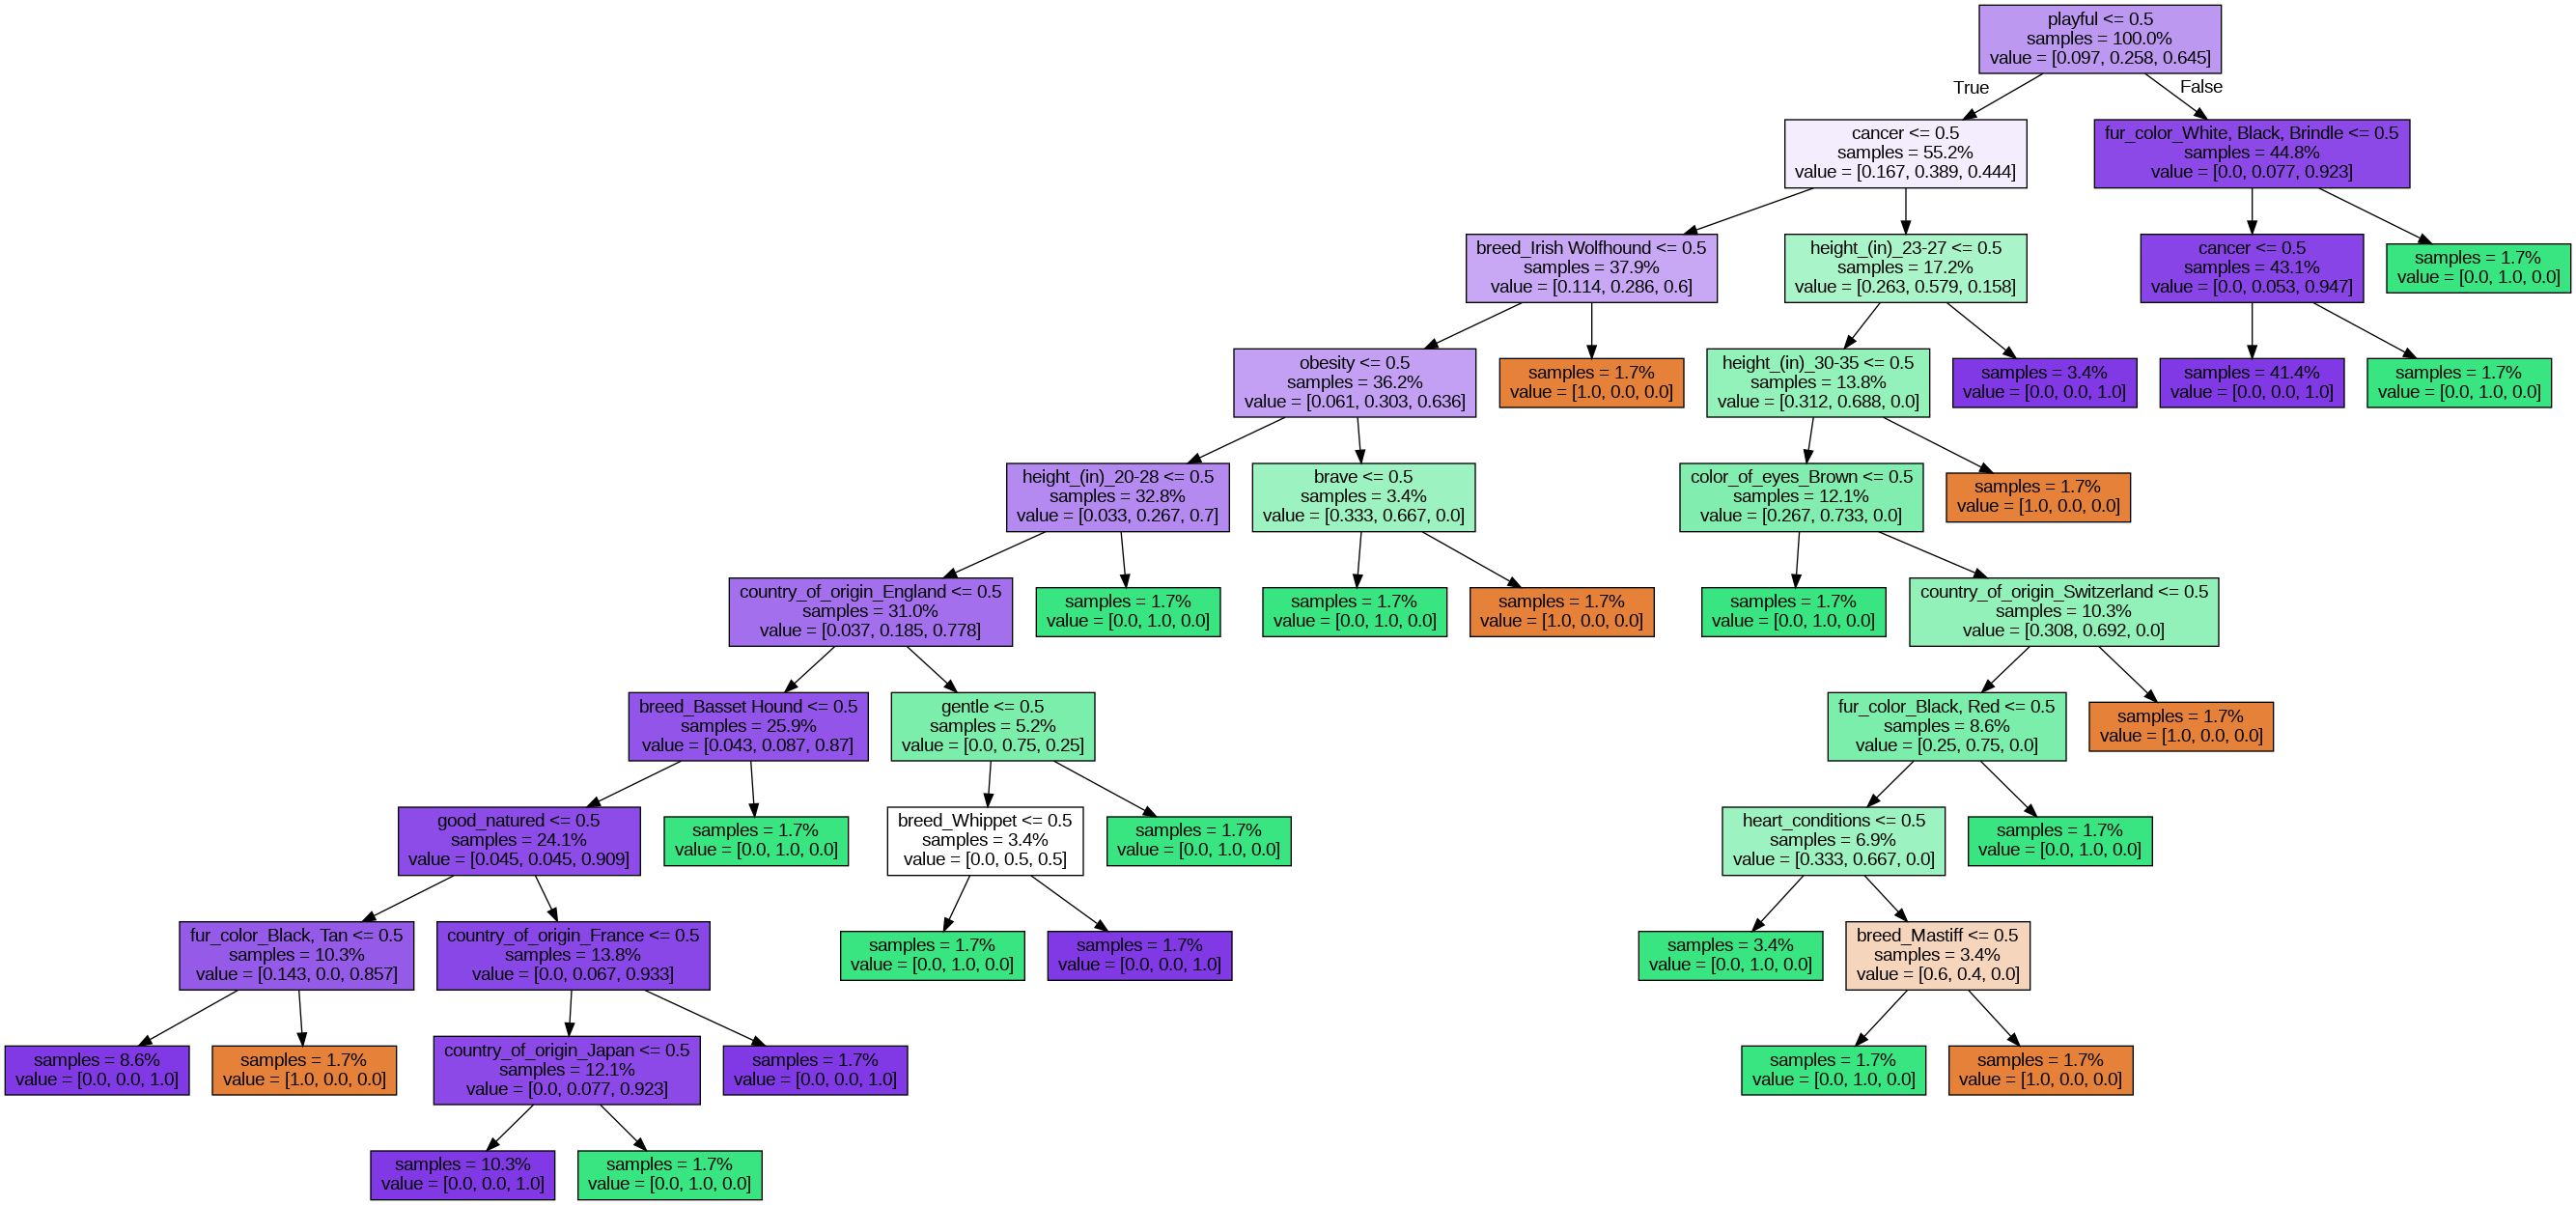 playful <= 0.5
samples = 100.0%
value = [0.097, 0.258, 0.645]
True
False
cancer <= 0.5
samples = 55.2%
value = [0.167, 0.389, 0.444]
fur_color_White, Black, Brindle <= 0.5
samples = 44.8%
value = [0.0, 0.077, 0.923]
breed_Irish Wolfhound <= 0.5
samples = 37.9%
value = [0.114, 0.286, 0.6]
height_(in)_23-27 <= 0.5
samples = 17.2%
value = [0.263, 0.579, 0.158]
cancer <= 0.5
samples = 43.1%
value = [0.0, 0.053, 0.947]
samples = 1.7%
value = [0.0, 1.0, 0.0]
obesity <= 0.5
samples = 36.2%
value = [0.061, 0.303, 0.636]
samples = 1.7%
value = [1.0, 0.0, 0.0]
height_(in)_30-35 <= 0.5
samples = 13.8%
value = [0.312, 0.688, 0.0]
samples = 3.4%
value = [0.0, 0.0, 1.0]
samples = 41.4%
value = [0.0, 0.0, 1.0]
samples = 1.7%
value = [0.0, 1.0, 0.0]
height_(in)_20-28 <= 0.5
samples = 32.8%
value = [0.033, 0.267, 0.7]
brave <= 0.5
samples = 3.4%
value = [0.333, 0.667, 0.0]
color_of_eyes_Brown <= 0.5
samples = 12.1%
value = [0.267, 0.733, 0.0]
samples = 1.7%
value = [1.0, 0.0, 0.0]
country_of_origin_England <= 0.5
samples = 31.0%
value = [0.037, 0.185, 0.778]
samples = 1.7%
value = [0.0, 1.0, 0.0]
samples = 1.7%
value = [0.0, 1.0, 0.0]
samples = 1.7%
value = [1.0, 0.0, 0.0]
samples = 1.7%
value = [0.0, 1.0, 0.0]
country_of_origin_Switzerland <= 0.5
samples = 10.3%
value = [0.308, 0.692, 0.0]
breed_Basset Hound <= 0.5
samples = 25.9%
value = [0.043, 0.087, 0.87]
gentle <= 0.5
samples = 5.2%
value = [0.0, 0.75, 0.25]
fur_color_Black, Red <= 0.5
samples = 8.6%
value = [0.25, 0.75, 0.0]
samples = 1.7%
value = [1.0, 0.0, 0.0]
good_natured <= 0.5
samples = 24.1%
value = [0.045, 0.045, 0.909]
samples = 1.7%
value = [0.0, 1.0, 0.0]
breed_Whippet <= 0.5
samples = 3.4%
value = [0.0, 0.5, 0.5]
samples = 1.7%
value = [0.0, 1.0, 0.0]
heart_conditions <= 0.5
samples = 6.9%
value = [0.333, 0.667, 0.0]
samples = 1.7%
value = [0.0, 1.0, 0.0]
fur_color_Black, Tan <= 0.5
samples = 10.3%
value = [0.143, 0.0, 0.857]
country_of_origin_France <= 0.5
samples = 13.8%
value = [0.0, 0.067, 0.933]
samples = 1.7%
value = [0.0, 1.0, 0.0]
samples = 1.7%
value = [0.0, 0.0, 1.0]
samples = 3.4%
value = [0.0, 1.0, 0.0]
breed_Mastiff <= 0.5
samples = 3.4%
value = [0.6, 0.4, 0.0]
samples = 8.6%
value = [0.0, 0.0, 1.0]
samples = 1.7%
value = [1.0, 0.0, 0.0]
country_of_origin_Japan <= 0.5
samples = 12.1%
value = [0.0, 0.077, 0.923]
samples = 1.7%
value = [0.0, 0.0, 1.0]
samples = 1.7%
value = [0.0, 1.0, 0.0]
samples = 1.7%
value = [1.0, 0.0, 0.0]
samples = 10.3%
value = [0.0, 0.0, 1.0]
samples = 1.7%
value = [0.0, 1.0, 0.0]